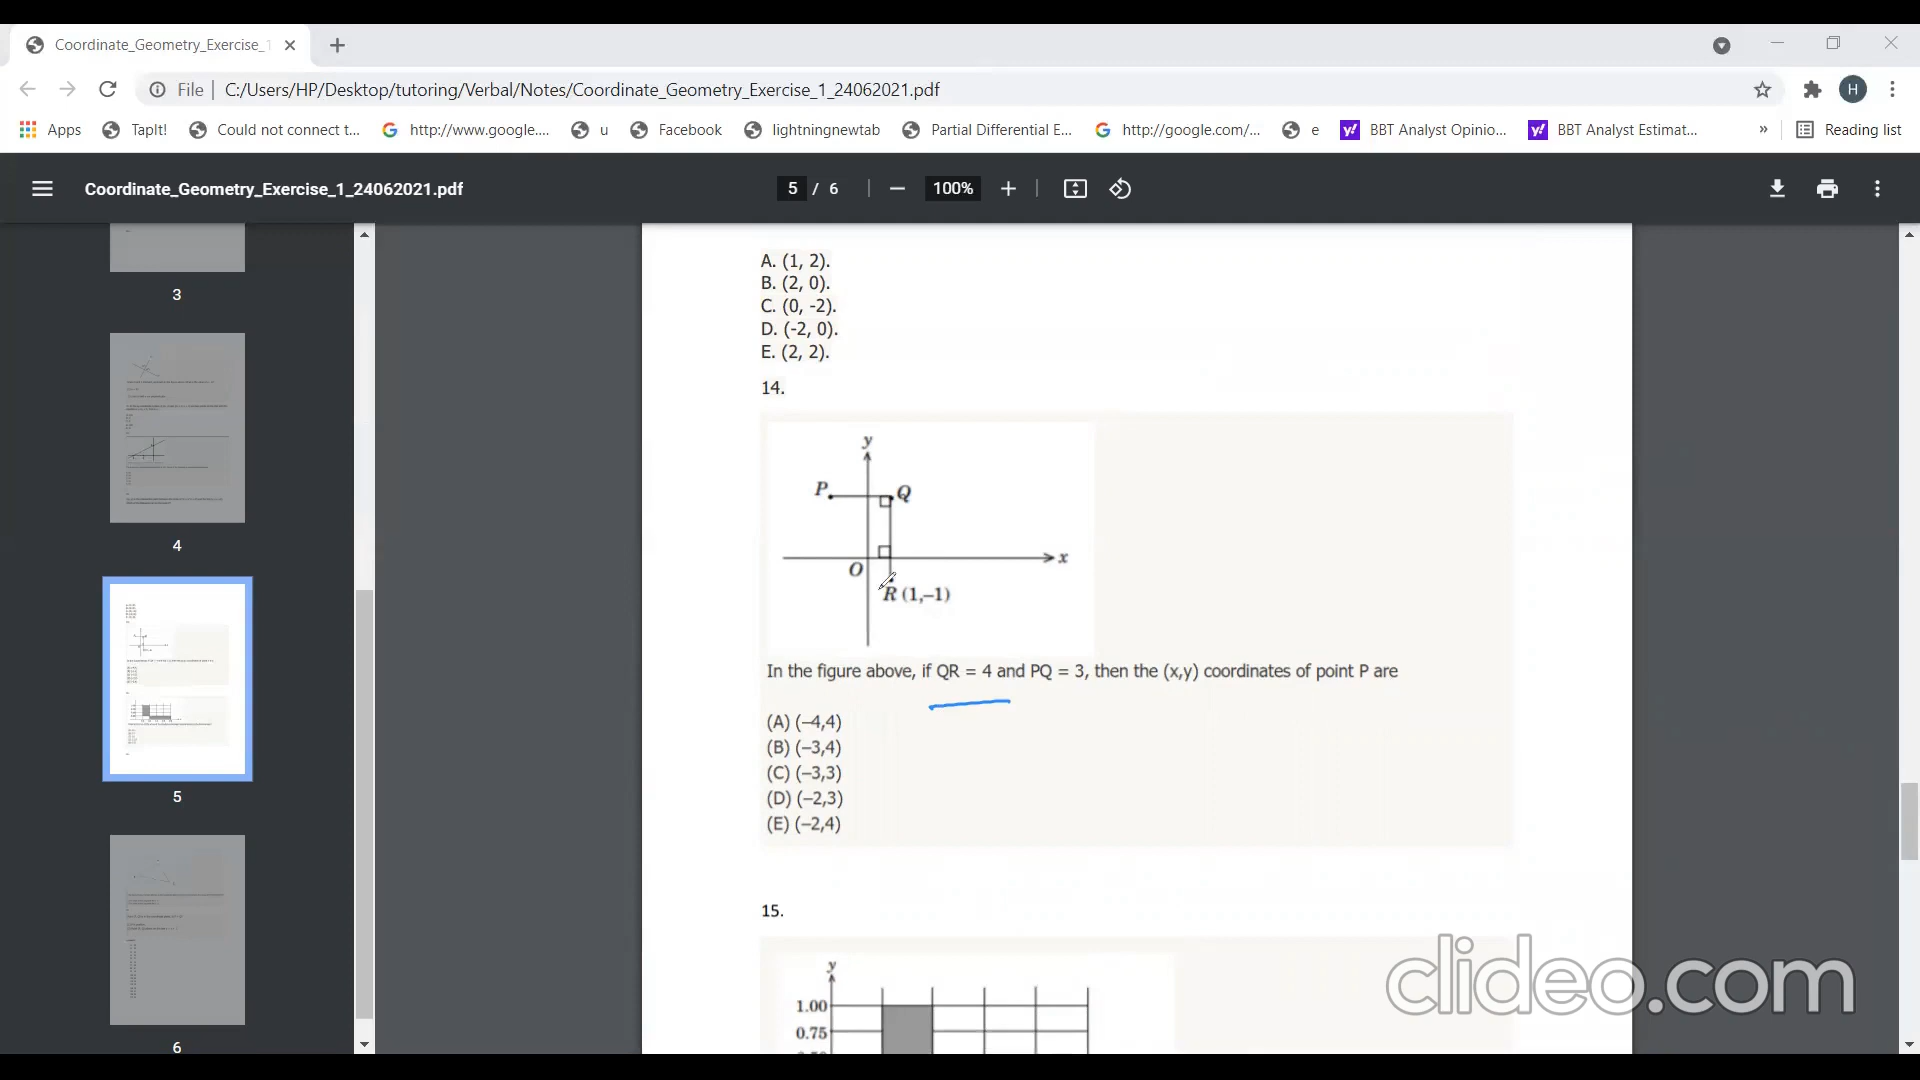 Coordinate_Geometry_Exercise_1
File | C:/Users/HP/Desktop/tutoring/Verbal/Notes/Coordinate_Geometry_Exercise_1_24062021.pdf
H
Apps TapIt! Could not connect t... http://www.google.... u Facebook lightningnewtab Partial Differential E... http://google.com/... e BBT Analyst Opinio... BBT Analyst Estimat... » Reading list
Coordinate_Geometry_Exercise_1_24062021.pdf 5 / 6 100%
3
4
5
6
A. (1, 2).
B. (2, 0).
C. (0, -2).
D. (-2, 0).
E. (2, 2).
14.
y
P Q
x
O
R (1,–1)
In the figure above, if QR = 4 and PQ = 3, then the (x,y) coordinates of point P are
(A) (–4,4)
(B) (–3,4)
(C) (–3,3)
(D) (–2,3)
(E) (–2,4)
15.
y
1.00
0.75
clideo.com